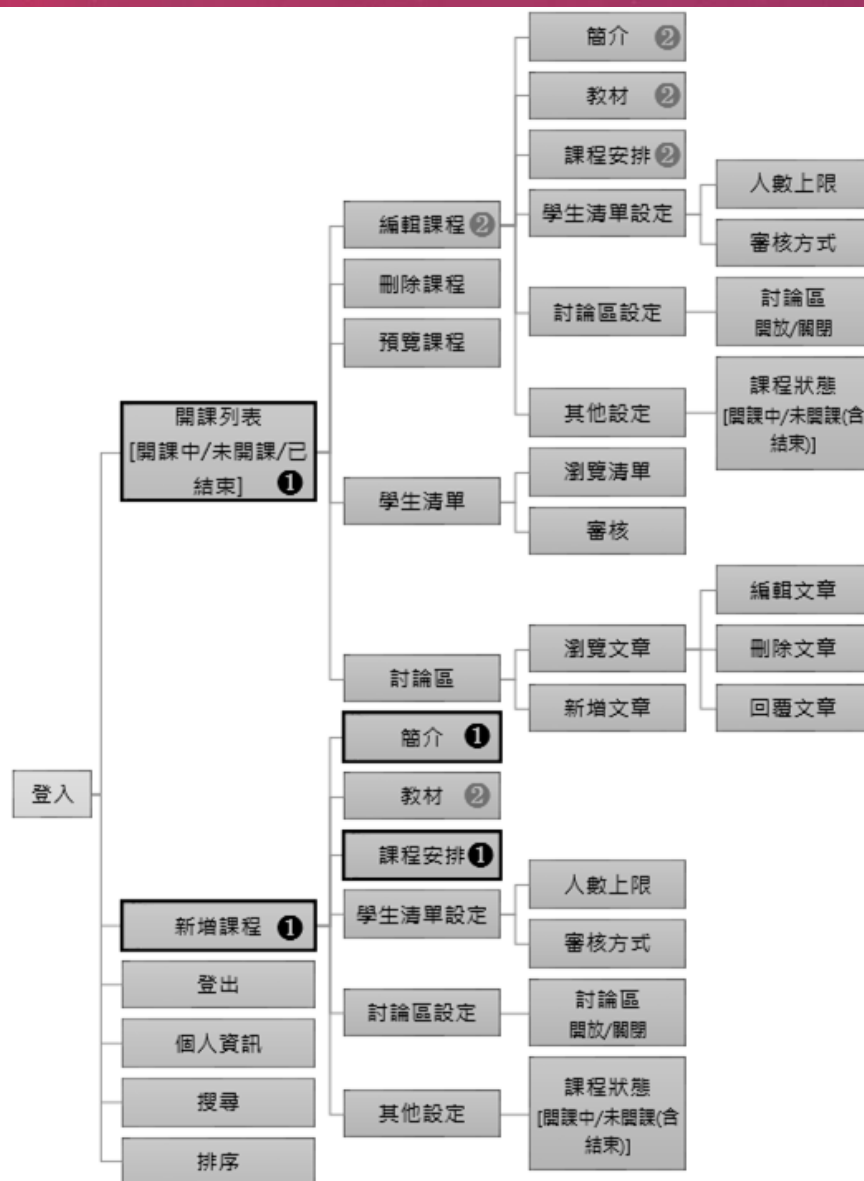 簡介 ❷
教材 ❷
課程安排 ❷
人數上限
編輯課程 ❷
學生清單設定
審核方式
刪除課程
討論區設定
討論區
開放/關閉
預覽課程
開課列表
[開課中/未開課/已
結束] ❶
其他設定
課程狀態
[開課中/未開課(含
結束)]
學生清單
瀏覽清單
審核
編輯文章
討論區
瀏覽文章
刪除文章
新增文章
回覆文章
登入
簡介 ❶
教材 ❷
課程安排 ❶
新增課程 ❶
學生清單設定
人數上限
審核方式
登出
討論區設定
討論區
開放/關閉
個人資訊
搜尋
其他設定
課程狀態
[開課中/未開課(含
結束)]
排序